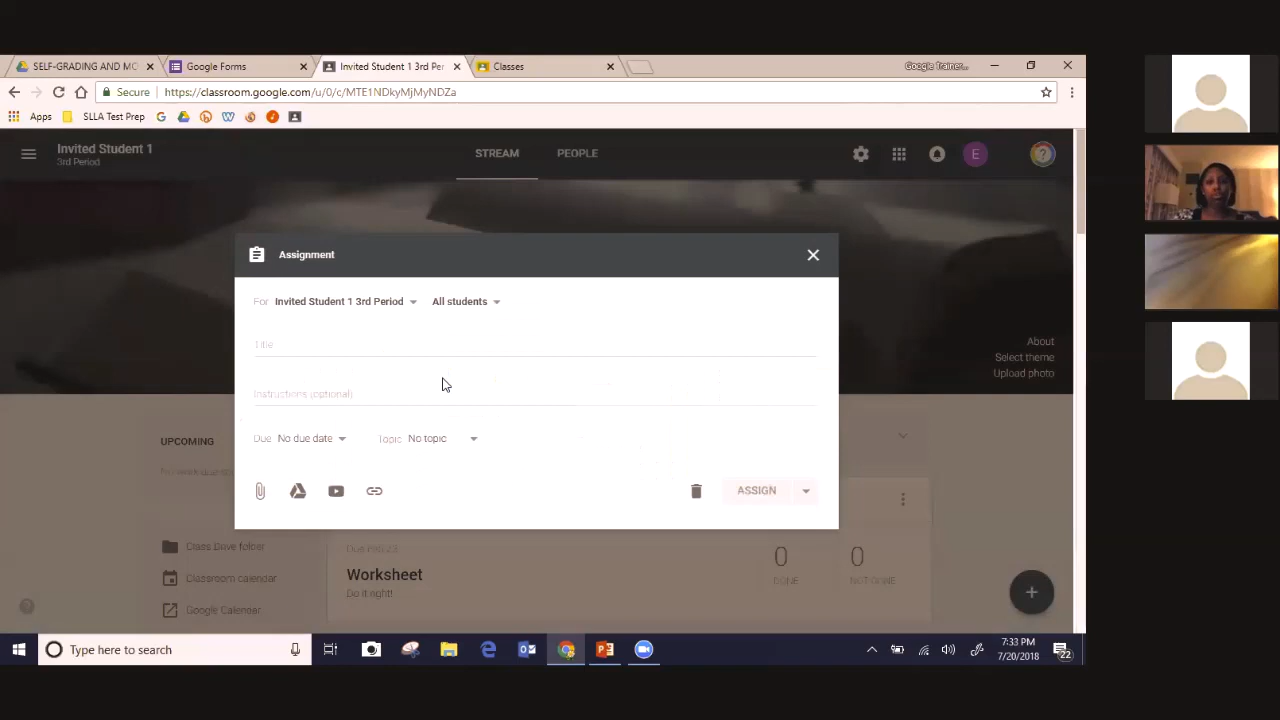 SELF-GRADING AND MC
Google Forms
Invited Student 1 3rd Per
Classes
Google Trainer...
Secure
https://classroom.google.com/u/0/c/MTE1NDkyMjMyNDZa
Apps
SLLA Test Prep
Invited Student 1
3rd Period
STREAM
PEOPLE
E
Assignment
For
Invited Student 1 3rd Period
All students
Title
About
Select theme
Upload photo
Instructions (optional)
Due
No due date
Topic
No topic
UPCOMING
ASSIGN
Class Drive folder
Classroom calendar
Google Calendar
Due Feb 23
Worksheet
Do it right!
0
DONE
0
NOT DONE
Type here to search
7:33 PM
7/20/2018
22